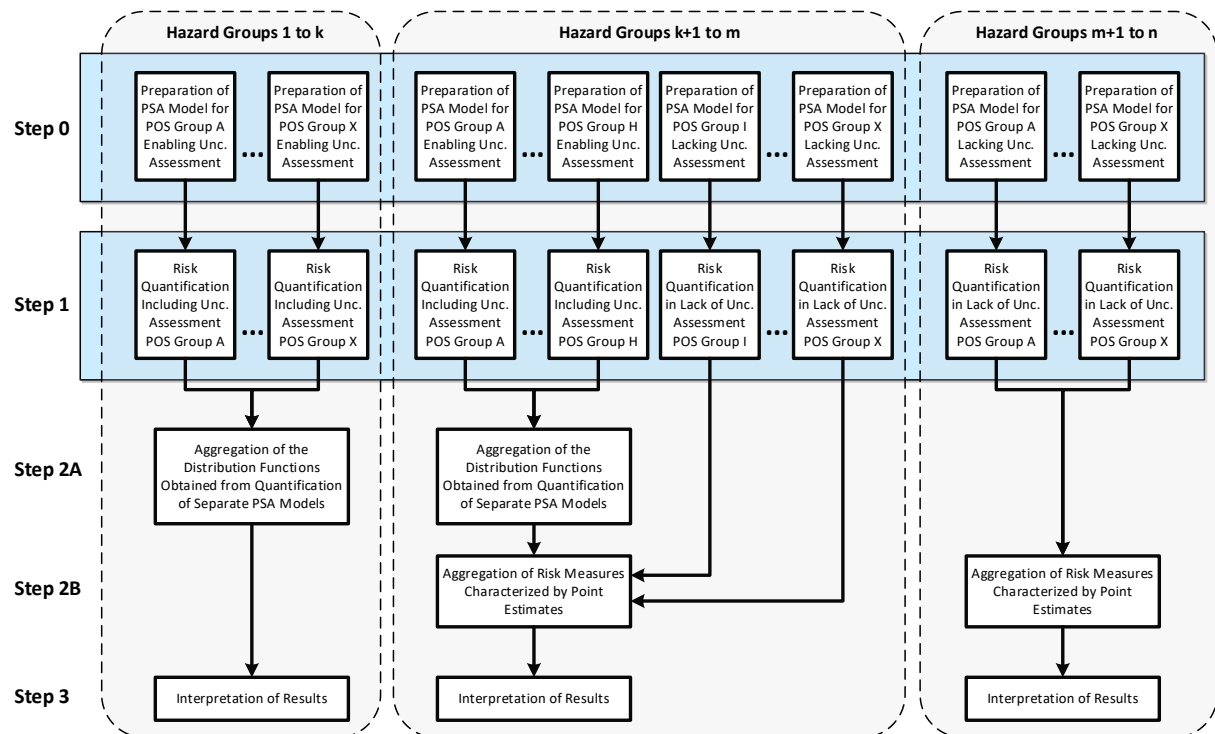 Hazard Groups 1 to k
Hazard Groups k+1 to m
Hazard Groups m+1 to n
Step 0
Preparation of
PSA Model for
POS Group A
Enabling Unc.
Assessment
...
Preparation of
PSA Model for
POS Group X
Enabling Unc.
Assessment
Preparation of
PSA Model for
POS Group A
Enabling Unc.
Assessment
...
Preparation of
PSA Model for
POS Group H
Enabling Unc.
Assessment
Preparation of
PSA Model for
POS Group I
Lacking Unc.
Assessment
...
Preparation of
PSA Model for
POS Group X
Lacking Unc.
Assessment
Preparation of
PSA Model for
POS Group A
Lacking Unc.
Assessment
...
Preparation of
PSA Model for
POS Group X
Lacking Unc.
Assessment
Step 1
Risk
Quantification
Including Unc.
Assessment
POS Group A
...
Risk
Quantification
Including Unc.
Assessment
POS Group X
Risk
Quantification
Including Unc.
Assessment
POS Group A
...
Risk
Quantification
Including Unc.
Assessment
POS Group H
Risk
Quantification
in Lack of Unc.
Assessment
POS Group I
...
Risk
Quantification
in Lack of Unc.
Assessment
POS Group X
Risk
Quantification
in Lack of Unc.
Assessment
POS Group A
...
Risk
Quantification
in Lack of Unc.
Assessment
POS Group X
Step 2A
Aggregation of the
Distribution Functions
Obtained from Quantification
of Separate PSA Models
Aggregation of the
Distribution Functions
Obtained from Quantification
of Separate PSA Models
Step 2B
Aggregation of Risk Measures
Characterized by Point
Estimates
Aggregation of Risk Measures
Characterized by Point
Estimates
Step 3
Interpretation of Results
Interpretation of Results
Interpretation of Results